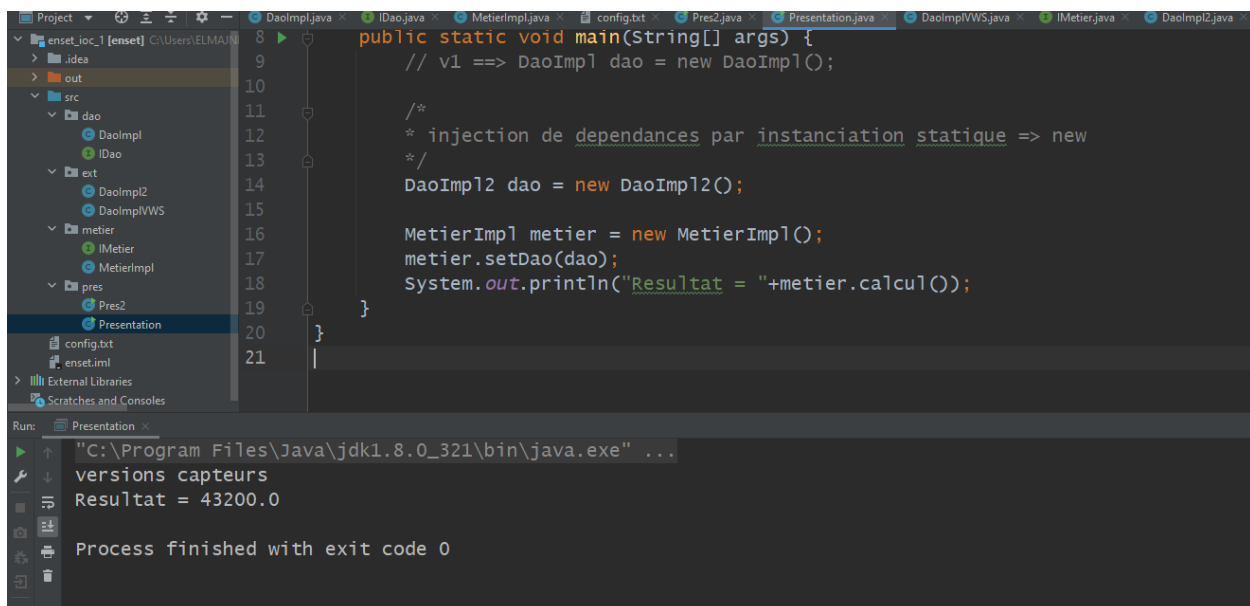 Project
DaoImpl.java
IDao.java
MetierImpl.java
config.txt
Pres2.java
Presentation.java
DaoImplVWS.java
IMetier.java
DaoImpl2.java
enset_ioc_1 [enset] C:\Users\ELMAJN
.idea
out
src
dao
DaoImpl
IDao
ext
DaoImpl2
DaoImplVWS
metier
IMetier
MetierImpl
pres
Pres2
Presentation
config.txt
enset.iml
External Libraries
Scratches and Consoles
8 public static void main(String[] args) {
9 // v1 ==> DaoImpl dao = new DaoImpl();
10
11 /*
12 * injection de dependances par instanciation statique => new
13 */
14 DaoImpl2 dao = new DaoImpl2();
15
16 MetierImpl metier = new MetierImpl();
17 metier.setDao(dao);
18 System.out.println("Resultat = "+metier.calcul());
19 }
20 }
21
Run: Presentation
"C:\Program Files\Java\jdk1.8.0_321\bin\java.exe" ...
versions capteurs
Resultat = 43200.0
Process finished with exit code 0